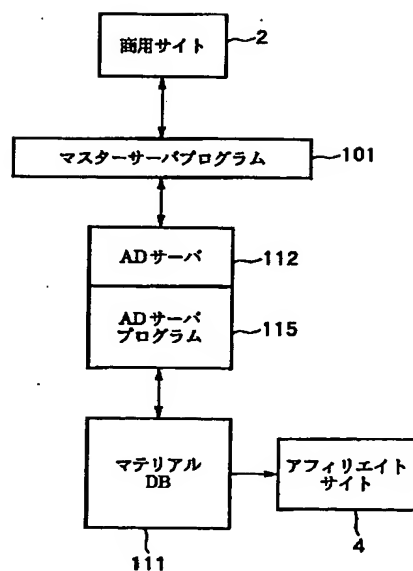 商用サイト
2
マスターサーバプログラム
101
ADサーバ
112
ADサーバ
プログラム
115
マテリアル
DB
111
アフィリエイト
サイト
4